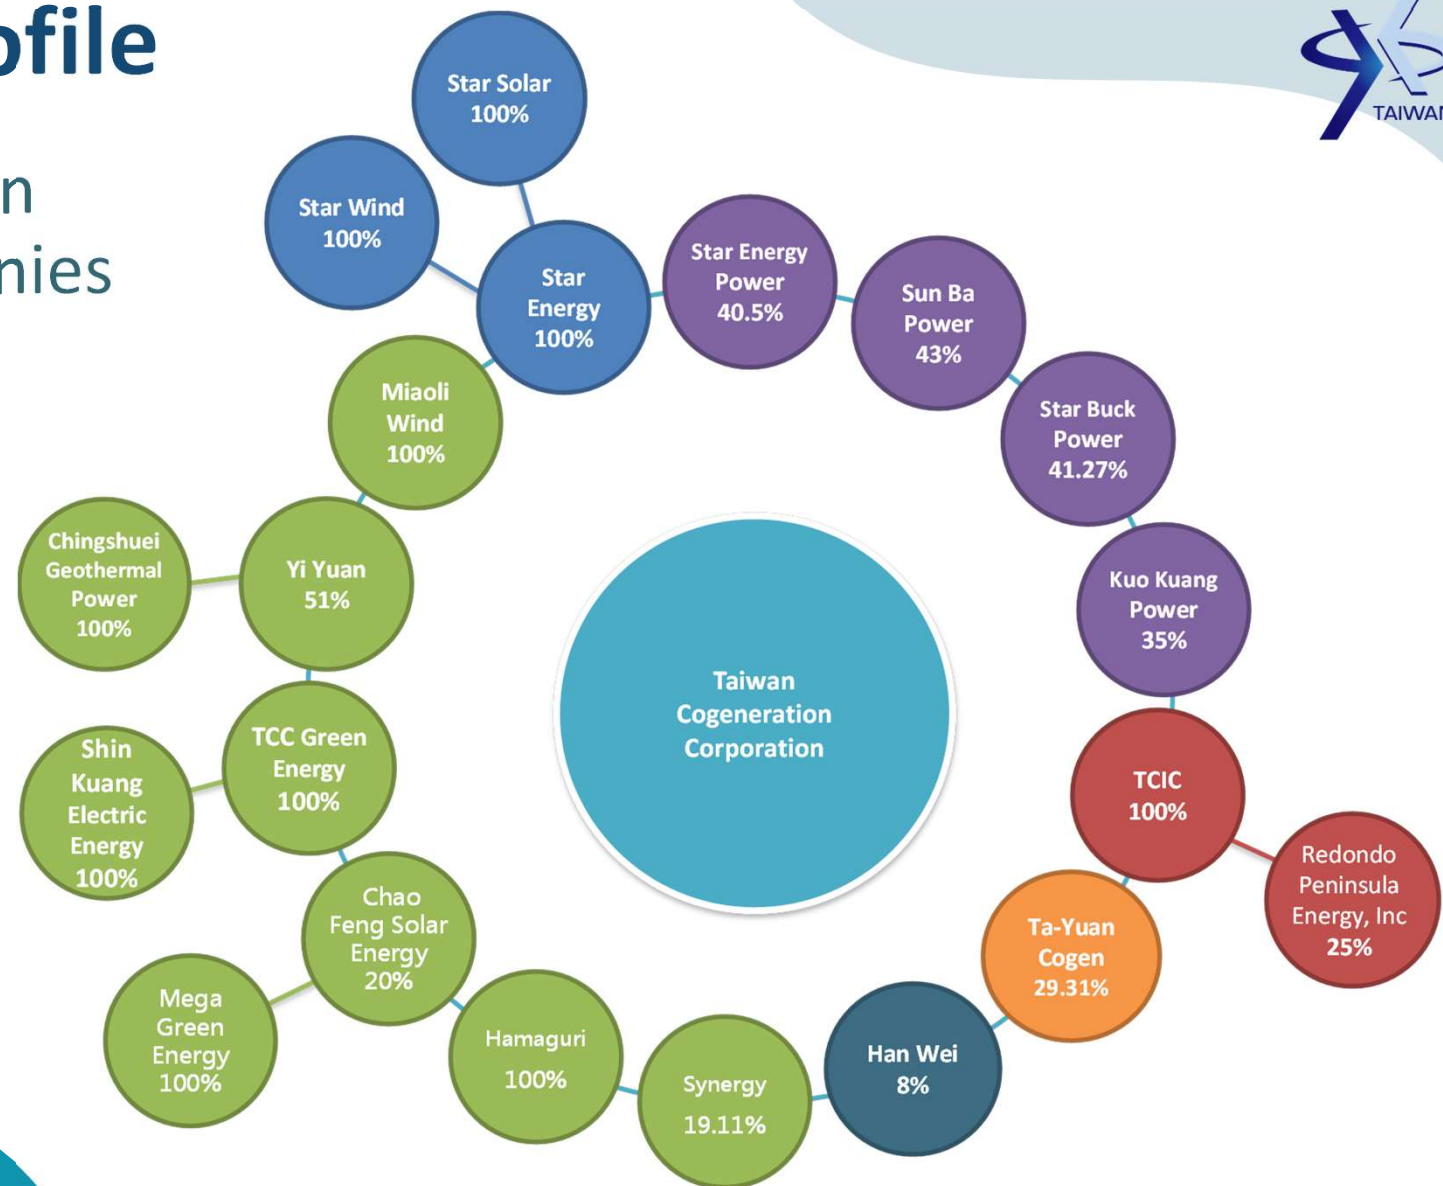 ofile
n
nies
TAIWAN
Star Solar
100%
Star Wind
100%
Star
Energy
100%
Star Energy
Power
40.5%
Sun Ba
Power
43%
Star Buck
Power
41.27%
Kuo Kuang
Power
35%
TCIC
100%
Redondo
Peninsula
Energy, Inc
25%
Ta-Yuan
Cogen
29.31%
Han Wei
8%
Synergy
19.11%
Hamaguri
100%
Chao
Feng Solar
Energy
20%
Mega
Green
Energy
100%
TCC Green
Energy
100%
Shin
Kuang
Electric
Energy
100%
Yi Yuan
51%
Chingshuei
Geothermal
Power
100%
Miaoli
Wind
100%
Taiwan
Cogeneration
Corporation